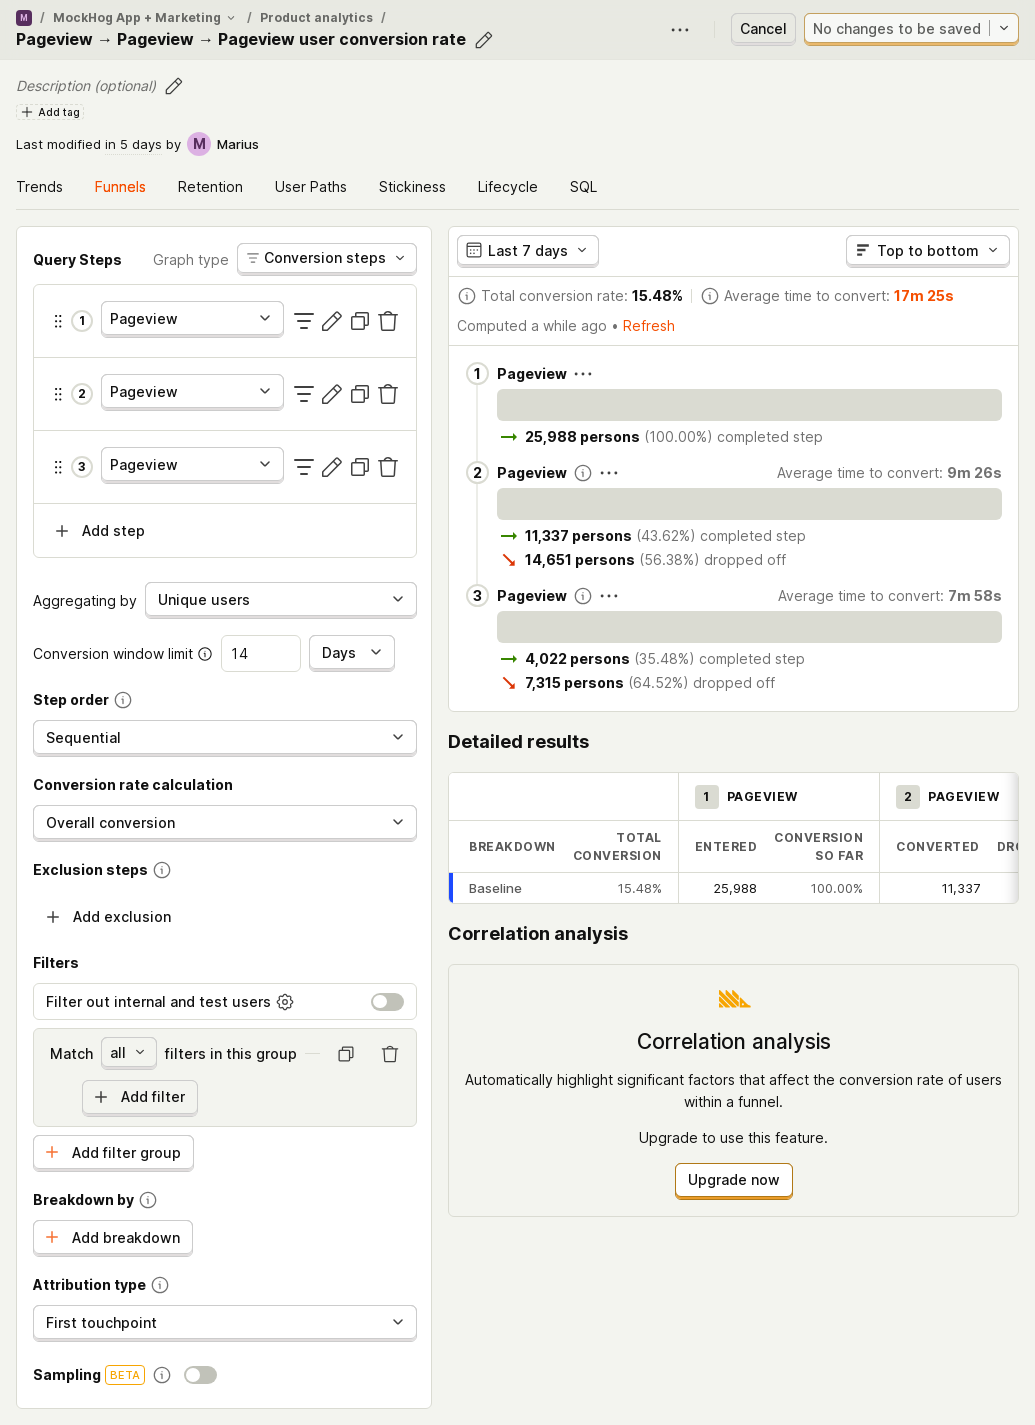 M / MockHog App + Marketing / Product analytics /
Pageview → Pageview → Pageview user conversion rate
Cancel
No changes to be saved
Description (optional)
Add tag
Last modified in 5 days by M Marius
Trends Funnels Retention User Paths Stickiness Lifecycle SQL
Query Steps Graph type Conversion steps
1 Pageview
2 Pageview
3 Pageview
Add step
Aggregating by Unique users
Conversion window limit 14 Days
Step order
Sequential
Conversion rate calculation
Overall conversion
Exclusion steps
Add exclusion
Filters
Filter out internal and test users
Match all filters in this group
Add filter
Add filter group
Breakdown by
Add breakdown
Attribution type
First touchpoint
Sampling BETA
Last 7 days Top to bottom
Total conversion rate: 15.48% Average time to convert: 17m 25s
Computed a while ago • Refresh
1 Pageview
25,988 persons (100.00%) completed step
2 Pageview Average time to convert: 9m 26s
11,337 persons (43.62%) completed step
14,651 persons (56.38%) dropped off
3 Pageview Average time to convert: 7m 58s
4,022 persons (35.48%) completed step
7,315 persons (64.52%) dropped off
Detailed results
1 PAGEVIEW 2 PAGEVIEW
BREAKDOWN TOTAL CONVERSION ENTERED CONVERSION SO FAR CONVERTED
Baseline 15.48% 25,988 100.00% 11,337
Correlation analysis
Correlation analysis
Automatically highlight significant factors that affect the conversion rate of users
within a funnel.
Upgrade to use this feature.
Upgrade now